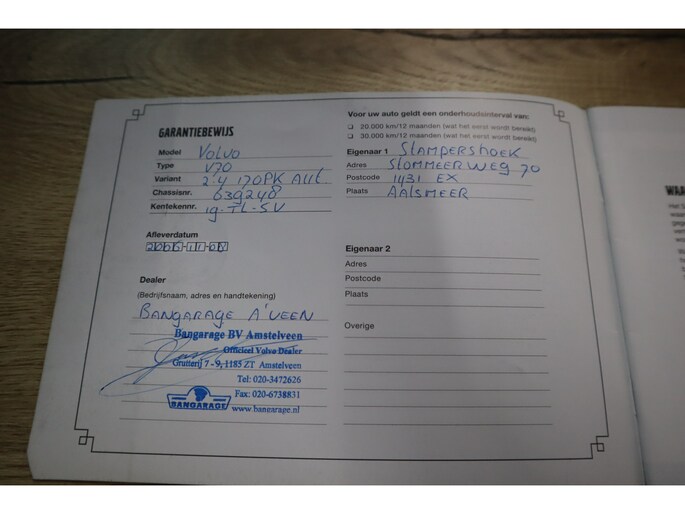 GARANTIEBEWIJS
Model Volvo
Type V70
Variant 2.4 170PK AUt
Chassisnr. 639248
Kentekennr. 19-TL-SV
Afleverdatum
Dealer
(Bedrijfsnaam, adres en handtekening)
BANGARAGE A'VEEN
Bangarage BV Amstelveen
Officieel Volvo Dealer
Grutterij 7 - 9, 1185 ZT Amstelveen
Tel: 020-3472626
Fax: 020-6738831
BANGARAGE
www.bangarage.nl
Voor uw auto geldt een onderhoudsinterval van:
20.000 km/12 maanden (wat het eerst wordt bereikt)
30.000 km/12 maanden (wat het eerst wordt bereikt)
Eigenaar 1 STAMPERSHOEK
Adres STOMMEERWEG 70
Postcode 1431 EX
Plaats AALSMEER
Eigenaar 2
Adres
Postcode
Plaats
Overige